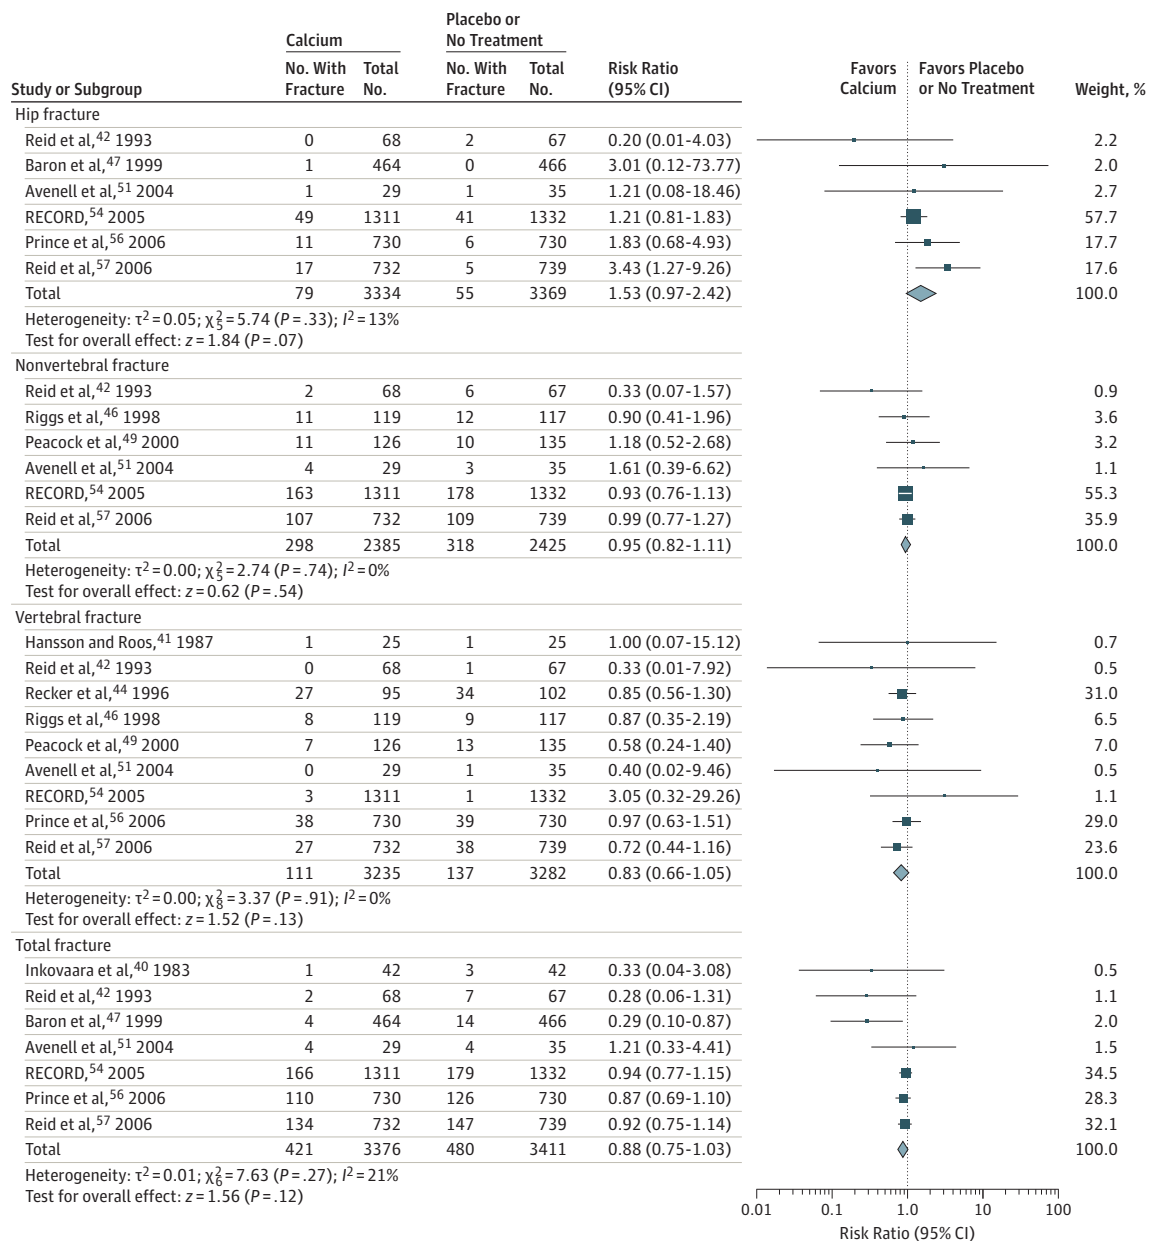 Placebo or
Calcium No Treatment
No. With Total No. With Total Risk Ratio Favors Favors Placebo
Study or Subgroup Fracture No. Fracture No. (95% CI) Calcium or No Treatment Weight, %
Hip fracture
Reid et al,42 1993 0 68 2 67 0.20 (0.01-4.03) 2.2
Baron et al,47 1999 1 464 0 466 3.01 (0.12-73.77) 2.0
Avenell et al,51 2004 1 29 1 35 1.21 (0.08-18.46) 2.7
RECORD,54 2005 49 1311 41 1332 1.21 (0.81-1.83) 57.7
Prince et al,56 2006 11 730 6 730 1.83 (0.68-4.93) 17.7
Reid et al,57 2006 17 732 5 739 3.43 (1.27-9.26) 17.6
Total 79 3334 55 3369 1.53 (0.97-2.42) 100.0
Heterogeneity: τ2=0.05; χ25=5.74 (P=.33); I2=13%
Test for overall effect: z=1.84 (P=.07)
Nonvertebral fracture
Reid et al,42 1993 2 68 6 67 0.33 (0.07-1.57) 0.9
Riggs et al,46 1998 11 119 12 117 0.90 (0.41-1.96) 3.6
Peacock et al,49 2000 11 126 10 135 1.18 (0.52-2.68) 3.2
Avenell et al,51 2004 4 29 3 35 1.61 (0.39-6.62) 1.1
RECORD,54 2005 163 1311 178 1332 0.93 (0.76-1.13) 55.3
Reid et al,57 2006 107 732 109 739 0.99 (0.77-1.27) 35.9
Total 298 2385 318 2425 0.95 (0.82-1.11) 100.0
Heterogeneity: τ2=0.00; χ25=2.74 (P=.74); I2=0%
Test for overall effect: z=0.62 (P=.54)
Vertebral fracture
Hansson and Roos,41 1987 1 25 1 25 1.00 (0.07-15.12) 0.7
Reid et al,42 1993 0 68 1 67 0.33 (0.01-7.92) 0.5
Recker et al,44 1996 27 95 34 102 0.85 (0.56-1.30) 31.0
Riggs et al,46 1998 8 119 9 117 0.87 (0.35-2.19) 6.5
Peacock et al,49 2000 7 126 13 135 0.58 (0.24-1.40) 7.0
Avenell et al,51 2004 0 29 1 35 0.40 (0.02-9.46) 0.5
RECORD,54 2005 3 1311 1 1332 3.05 (0.32-29.26) 1.1
Prince et al,56 2006 38 730 39 730 0.97 (0.63-1.51) 29.0
Reid et al,57 2006 27 732 38 739 0.72 (0.44-1.16) 23.6
Total 111 3235 137 3282 0.83 (0.66-1.05) 100.0
Heterogeneity: τ2=0.00; χ28=3.37 (P=.91); I2=0%
Test for overall effect: z=1.52 (P=.13)
Total fracture
Inkovaara et al,40 1983 1 42 3 42 0.33 (0.04-3.08) 0.5
Reid et al,42 1993 2 68 7 67 0.28 (0.06-1.31) 1.1
Baron et al,47 1999 4 464 14 466 0.29 (0.10-0.87) 2.0
Avenell et al,51 2004 4 29 4 35 1.21 (0.33-4.41) 1.5
RECORD,54 2005 166 1311 179 1332 0.94 (0.77-1.15) 34.5
Prince et al,56 2006 110 730 126 730 0.87 (0.69-1.10) 28.3
Reid et al,57 2006 134 732 147 739 0.92 (0.75-1.14) 32.1
Total 421 3376 480 3411 0.88 (0.75-1.03) 100.0
Heterogeneity: τ2=0.01; χ26=7.63 (P=.27); I2=21%
Test for overall effect: z=1.56 (P=.12)
0.01 0.1 1.0 10 100
Risk Ratio (95% CI)